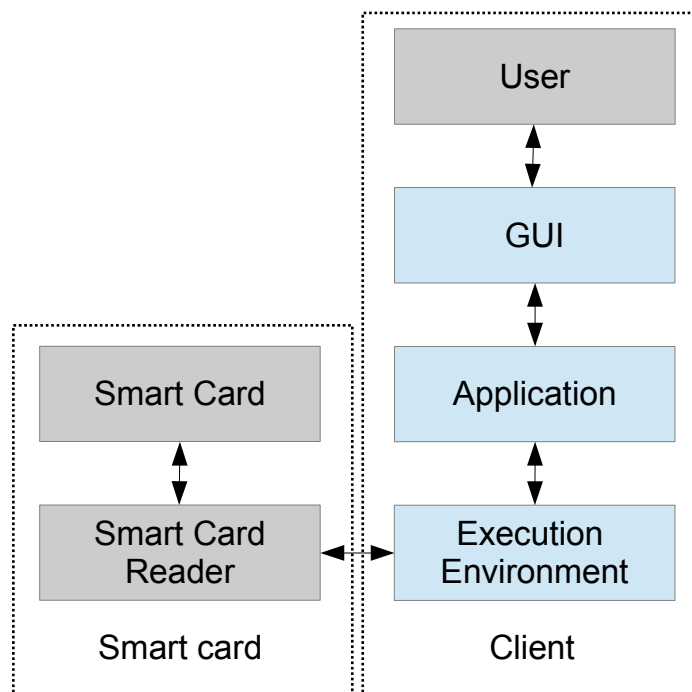 User
GUI
Smart Card
Application
Smart Card
Reader
Execution
Environment
Smart card
Client